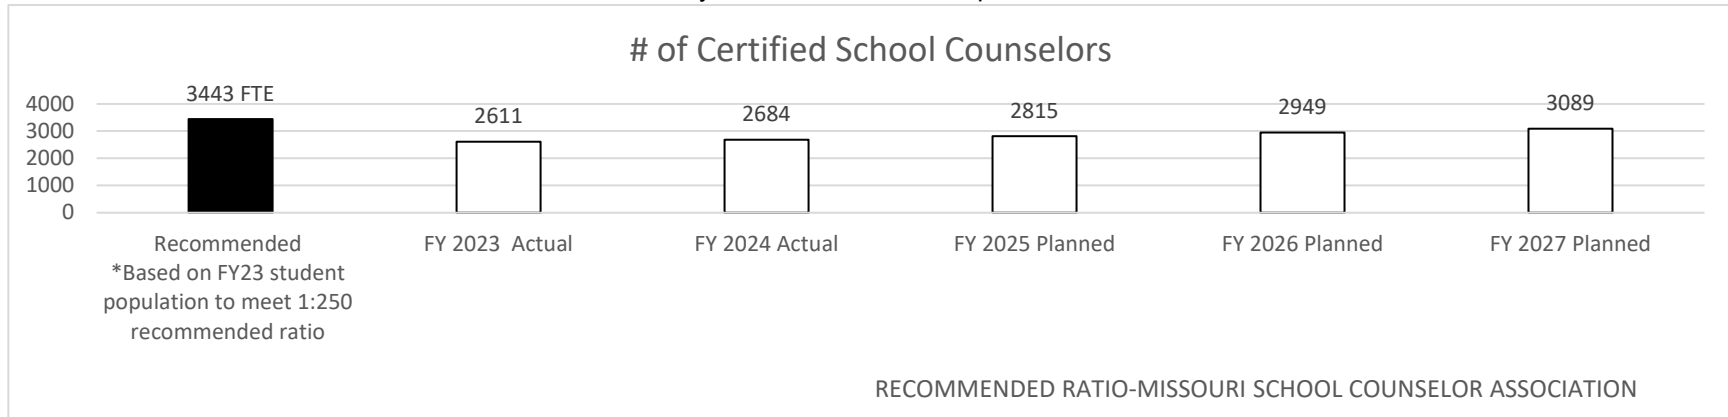 # of Certified School Counselors
3443 FTE
2611
2684
2815
2949
3089
4000
3000
2000
1000
0
Recommended
*Based on FY23 student
population to meet 1:250
recommended ratio
FY 2023 Actual
FY 2024 Actual
FY 2025 Planned
FY 2026 Planned
FY 2027 Planned
RECOMMENDED RATIO-MISSOURI SCHOOL COUNSELOR ASSOCIATION